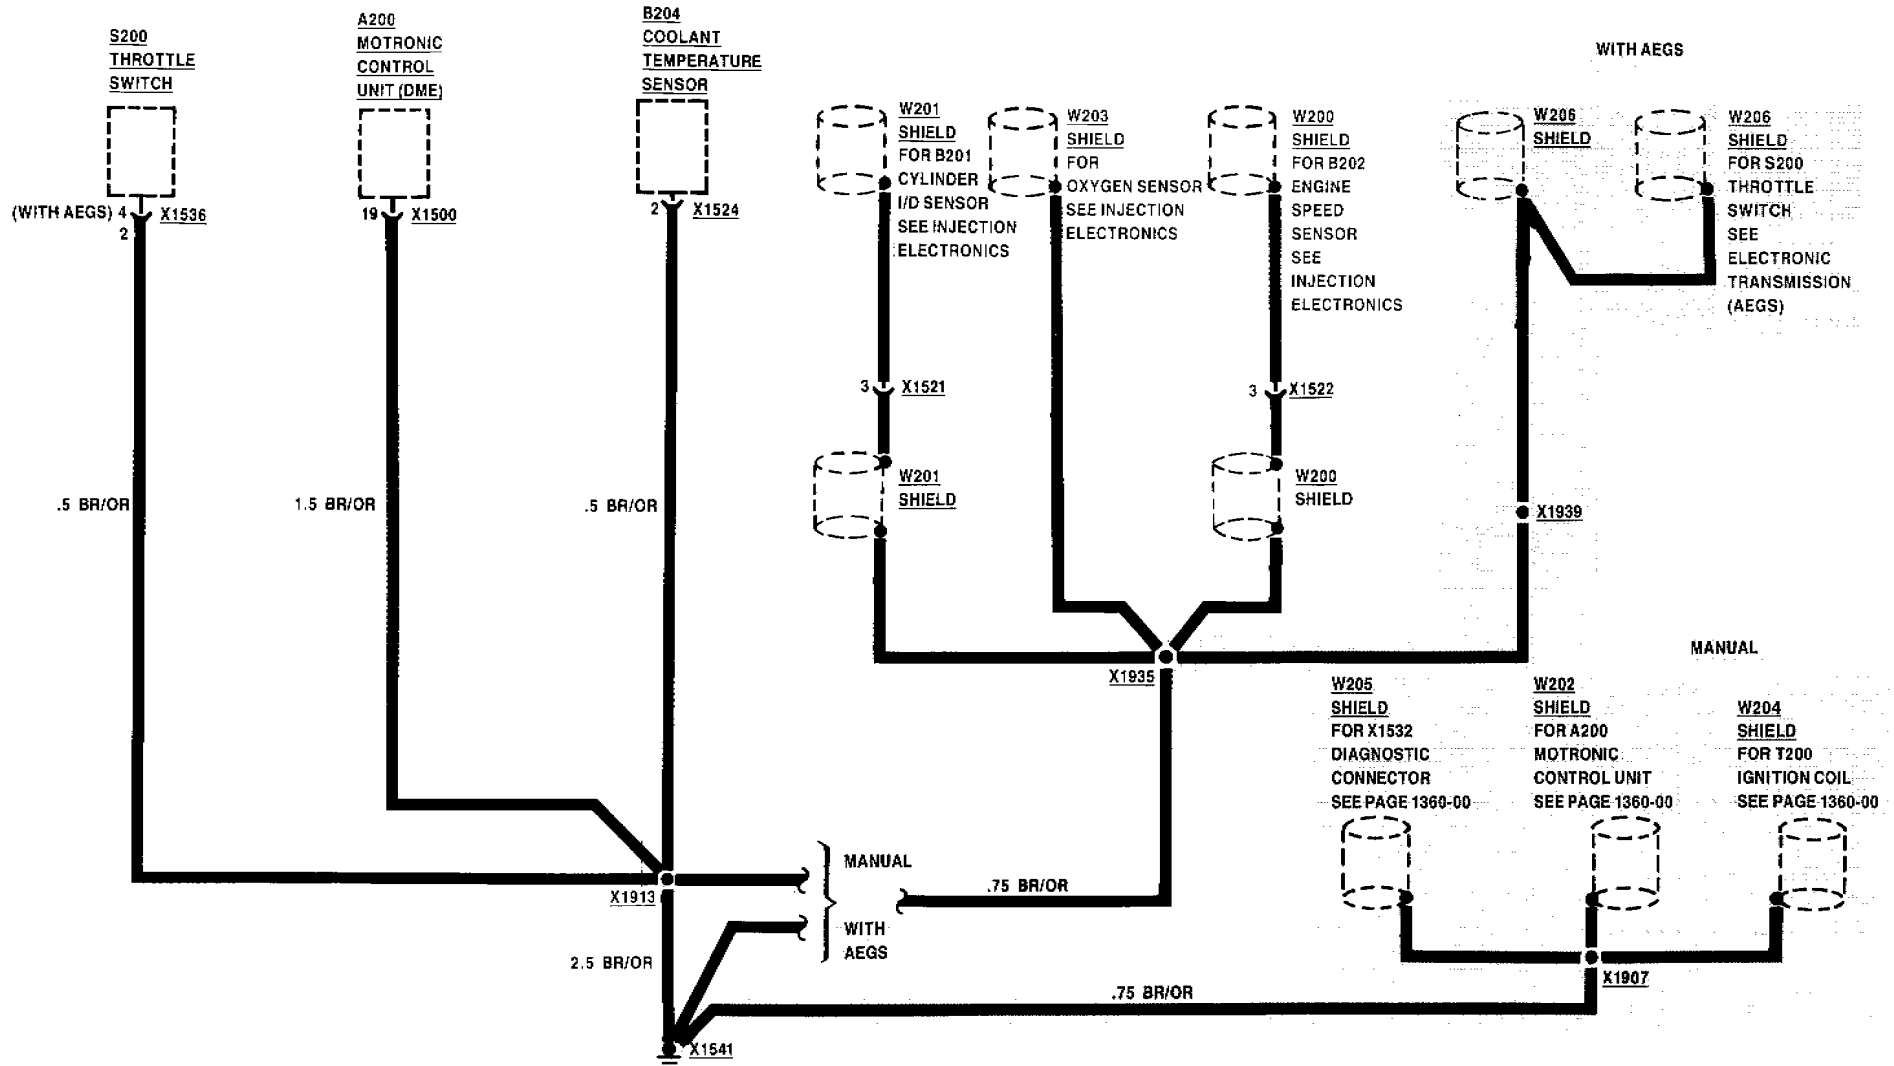 S200
THROTTLE
SWITCH
A200
MOTRONIC
CONTROL
UNIT (DME)
B204
COOLANT
TEMPERATURE
SENSOR
WITH AEGS
W201
SHIELD
FOR B201
CYLINDER
I/D SENSOR
SEE INJECTION
ELECTRONICS
W203
SHIELD
FOR
OXYGEN SENSOR
SEE INJECTION
ELECTRONICS
W200
SHIELD
FOR B202
ENGINE
SPEED
SENSOR
SEE
INJECTION
ELECTRONICS
W206
SHIELD
W206
SHIELD
FOR S200
THROTTLE
SWITCH
SEE
ELECTRONIC
TRANSMISSION
(AEGS)
(WITH AEGS) 4 X1536
2
19 X1500
2 X1524
3 X1521
3 X1522
W201
SHIELD
W200
SHIELD
.5 BR/OR
1.5 BR/OR
.5 BR/OR
X1939
X1935
MANUAL
W205
SHIELD
FOR X1532
DIAGNOSTIC
CONNECTOR
SEE PAGE 1360-00
W202
SHIELD
FOR A200
MOTRONIC
CONTROL UNIT
SEE PAGE 1360-00
W204
SHIELD
FOR T200
IGNITION COIL
SEE PAGE 1360-00
X1913
MANUAL
WITH
AEGS
.75 BR/OR
2.5 BR/OR
X1907
.75 BR/OR
X1541